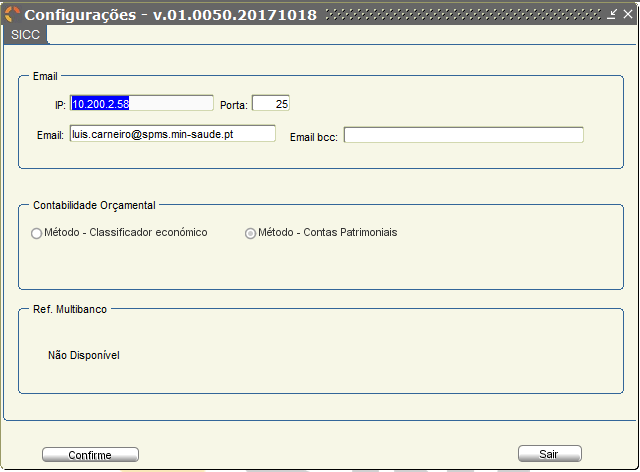 Configurações - v.01.0050.20171018
SICC
Email
IP: 10.200.2.58 Porta: 25
Email: luis.carneiro@spms.min-saude.pt Email bcc:
Contabilidade Orçamental
Método - Classificador económico Método - Contas Patrimoniais
Ref. Multibanco
Não Disponível
Confirme Sair